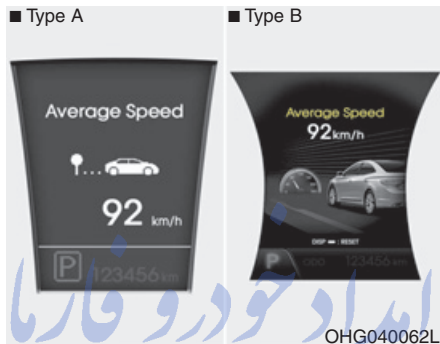 ■ Type A
■ Type B
Average Speed
92 km/h
P 123456 km
Average Speed
92km/h
DISP : RESET
P ODO 123456 km
امداد خودرو فارما
OHG040062L